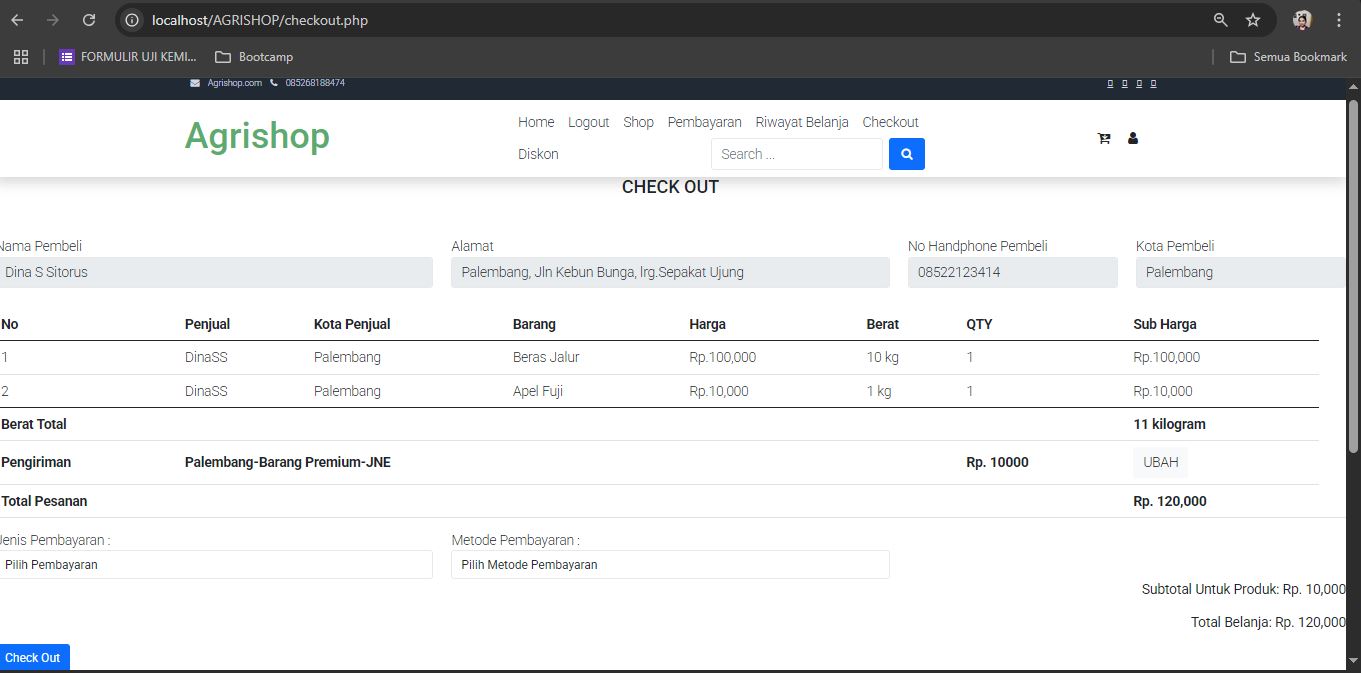 localhost/AGRISHOP/checkout.php
FORMULIR UJI KEMI... Bootcamp Semua Bookmark
Agrishop.com 085268188474
Agrishop
Home Logout Shop Pembayaran Riwayat Belanja Checkout
Diskon Search ...
CHECK OUT
Nama Pembeli Alamat No Handphone Pembeli Kota Pembeli
Dina S Sitorus Palembang, Jln Kebun Bunga, lrg.Sepakat Ujung 08522123414 Palembang
No Penjual Kota Penjual Barang Harga Berat QTY Sub Harga
1 DinaSS Palembang Beras Jalur Rp.100,000 10 kg 1 Rp.100,000
2 DinaSS Palembang Apel Fuji Rp.10,000 1 kg 1 Rp.10,000
Berat Total 11 kilogram
Pengiriman Palembang-Barang Premium-JNE Rp. 10000 UBAH
Total Pesanan Rp. 120,000
Jenis Pembayaran : Metode Pembayaran :
Pilih Pembayaran Pilih Metode Pembayaran
Subtotal Untuk Produk: Rp. 10,000
Total Belanja: Rp. 120,000
Check Out